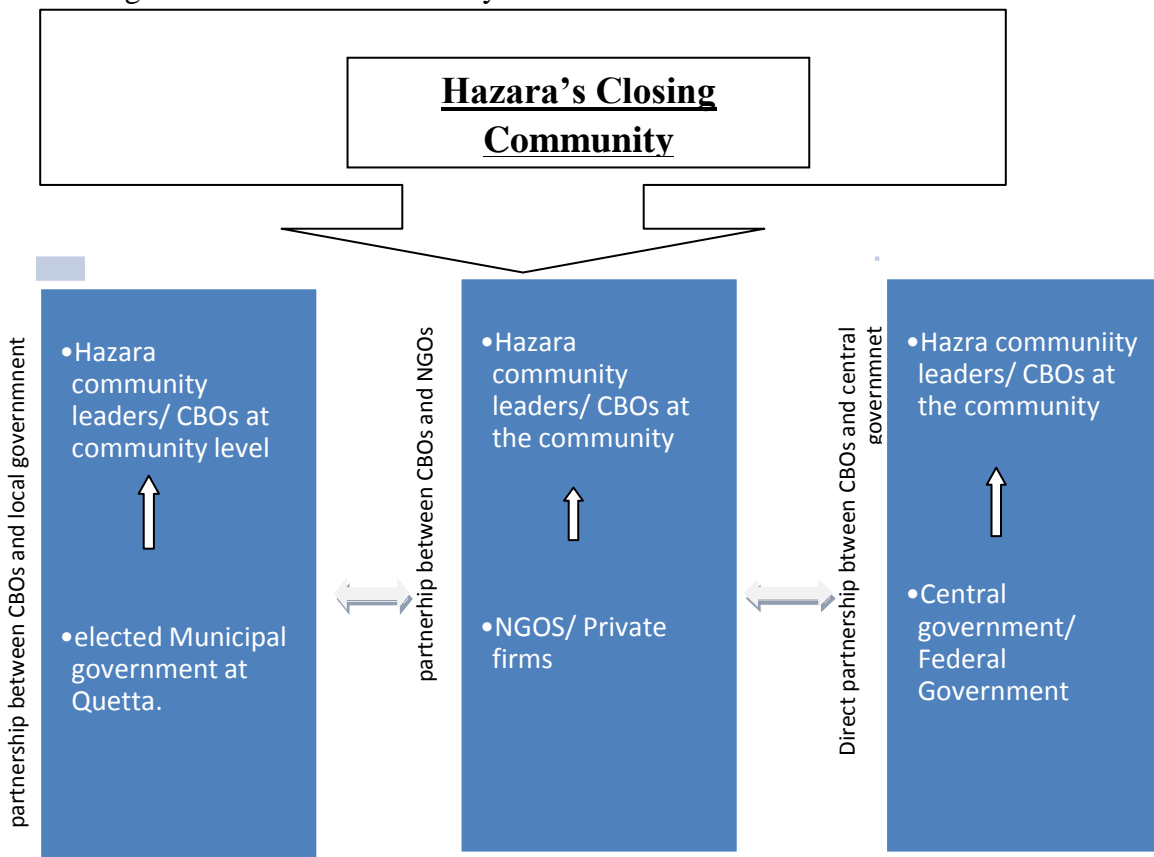 Hazara's Closing
Community
partnership between CBOs and local governmnent
•Hazara
community
leaders/ CBOs at
community level
•elected Municipal
government at
Quetta.
partnerhip between CBOs and NGOs
•Hazara
community
leaders/ CBOs at
the community
•NGOS/ Private
firms
Direct partnership btween CBOs and central
governmnet
•Hazra communiity
leaders/ CBOs at
the community
•Central
government/
Federal
Government